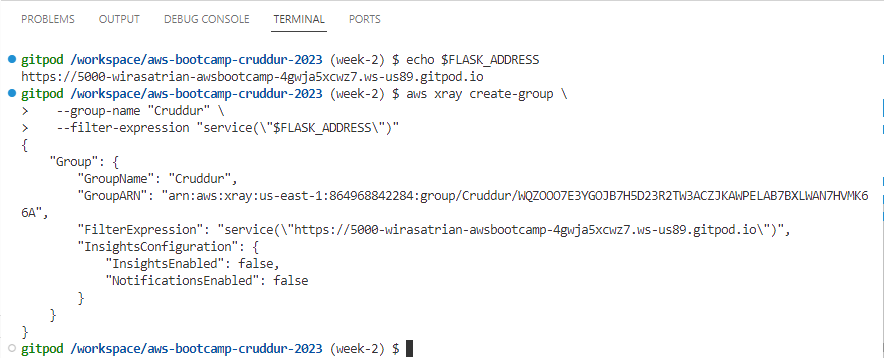 PROBLEMS OUTPUT DEBUG CONSOLE TERMINAL PORTS
gitpod /workspace/aws-bootcamp-cruddur-2023 (week-2) $ echo $FLASK_ADDRESS
https://5000-wirasatrian-awsbootcamp-4gwja5xcwz7.ws-us89.gitpod.io
gitpod /workspace/aws-bootcamp-cruddur-2023 (week-2) $ aws xray create-group \
>    --group-name "Cruddur" \
>    --filter-expression "service(\"$FLASK_ADDRESS\")"
{
    "Group": {
        "GroupName": "Cruddur",
        "GroupARN": "arn:aws:xray:us-east-1:864968842284:group/Cruddur/WQZOOO7E3YGOJB7H5D23R2TW3ACZJKAWPELAB7BXLWAN7HVMK6
6A",
        "FilterExpression": "service(\"https://5000-wirasatrian-awsbootcamp-4gwja5xcwz7.ws-us89.gitpod.io\")",
        "InsightsConfiguration": {
            "InsightsEnabled": false,
            "NotificationsEnabled": false
        }
    }
}
gitpod /workspace/aws-bootcamp-cruddur-2023 (week-2) $